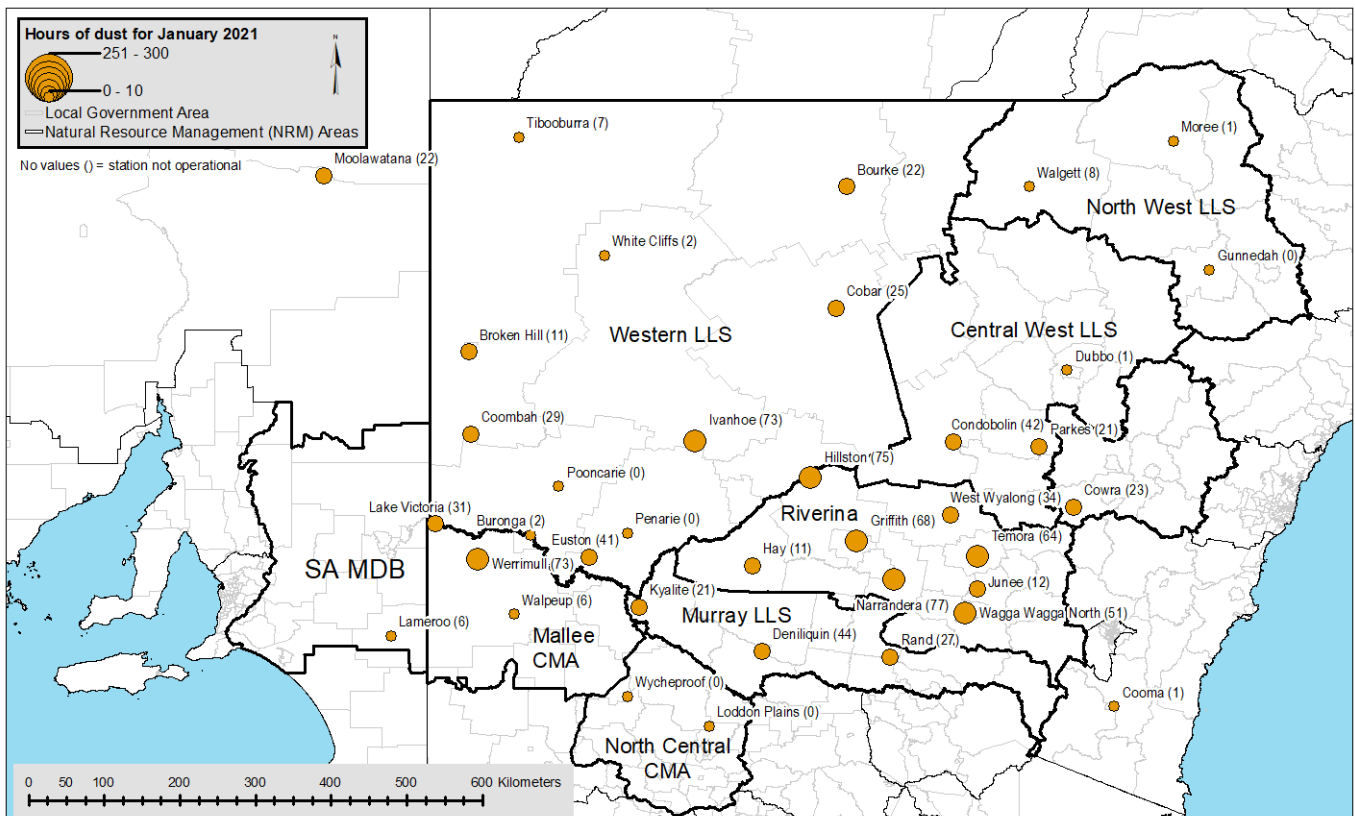 Hours of dust for January 2021
251 - 300
0 - 10
N
Local Government Area
Natural Resource Management (NRM) Areas
No values () = station not operational
Moolawatana (22)
Tibooburra (7)
Bourke (22)
Moree (1)
Walgett (8)
North West LLS
White Cliffs (2)
Gunnedah (0)
Cobar (25)
Broken Hill (11)
Western LLS
Central West LLS
Dubbo (1)
Coombah (29)
Ivanhoe (73)
Condobolin (42)
Parkes (21)
Hillston (75)
Pooncarie (0)
Cowra (23)
West Wyalong (34)
Lake Victoria (31)
Riverina
Buronga (2)
Penarie (0)
Griffith (68)
Euston (41)
Temora (64)
Hay (11)
SA MDB
Werrimull (73)
Junee (12)
Walpeup (6)
Kyalite (21)
Murray LLS
Narrandera (77)
Wagga Wagga North (51)
Lameroo (6)
Mallee
CMA
Deniliquin (44)
Rand (27)
Wycheproof (0)
Cooma (1)
Loddon Plains (0)
North Central
CMA
0 50 100 200 300 400 500 600 Kilometers